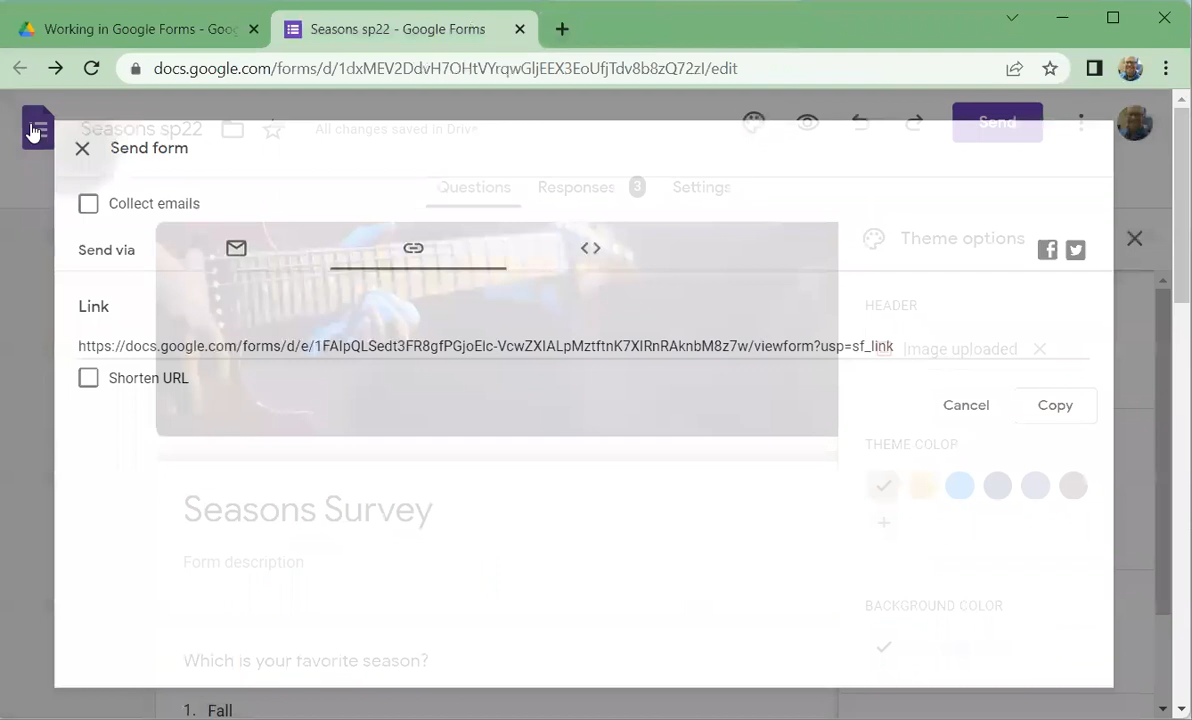 Working in Google Forms - Goog
Seasons sp22 - Google Forms
docs.google.com/forms/d/1dxMEV2DdvH7OHtVYrqwGljEEX3EoUfjTdv8b8zQ72zI/edit
Seasons sp22
All changes saved in Drive
Send
Send form
Questions
Responses
3
Settings
Collect emails
Send via
Theme options
HEADER
Link
https://docs.google.com/forms/d/e/1FAIpQLSedt3FR8gfPGjoElc-VcwZXIALpMztftnK7XIRnRAknbM8z7w/viewform?usp=sf_link
Image uploaded
Shorten URL
Cancel
Copy
THEME COLOR
Seasons Survey
Form description
BACKGROUND COLOR
Which is your favorite season?
1. Fall